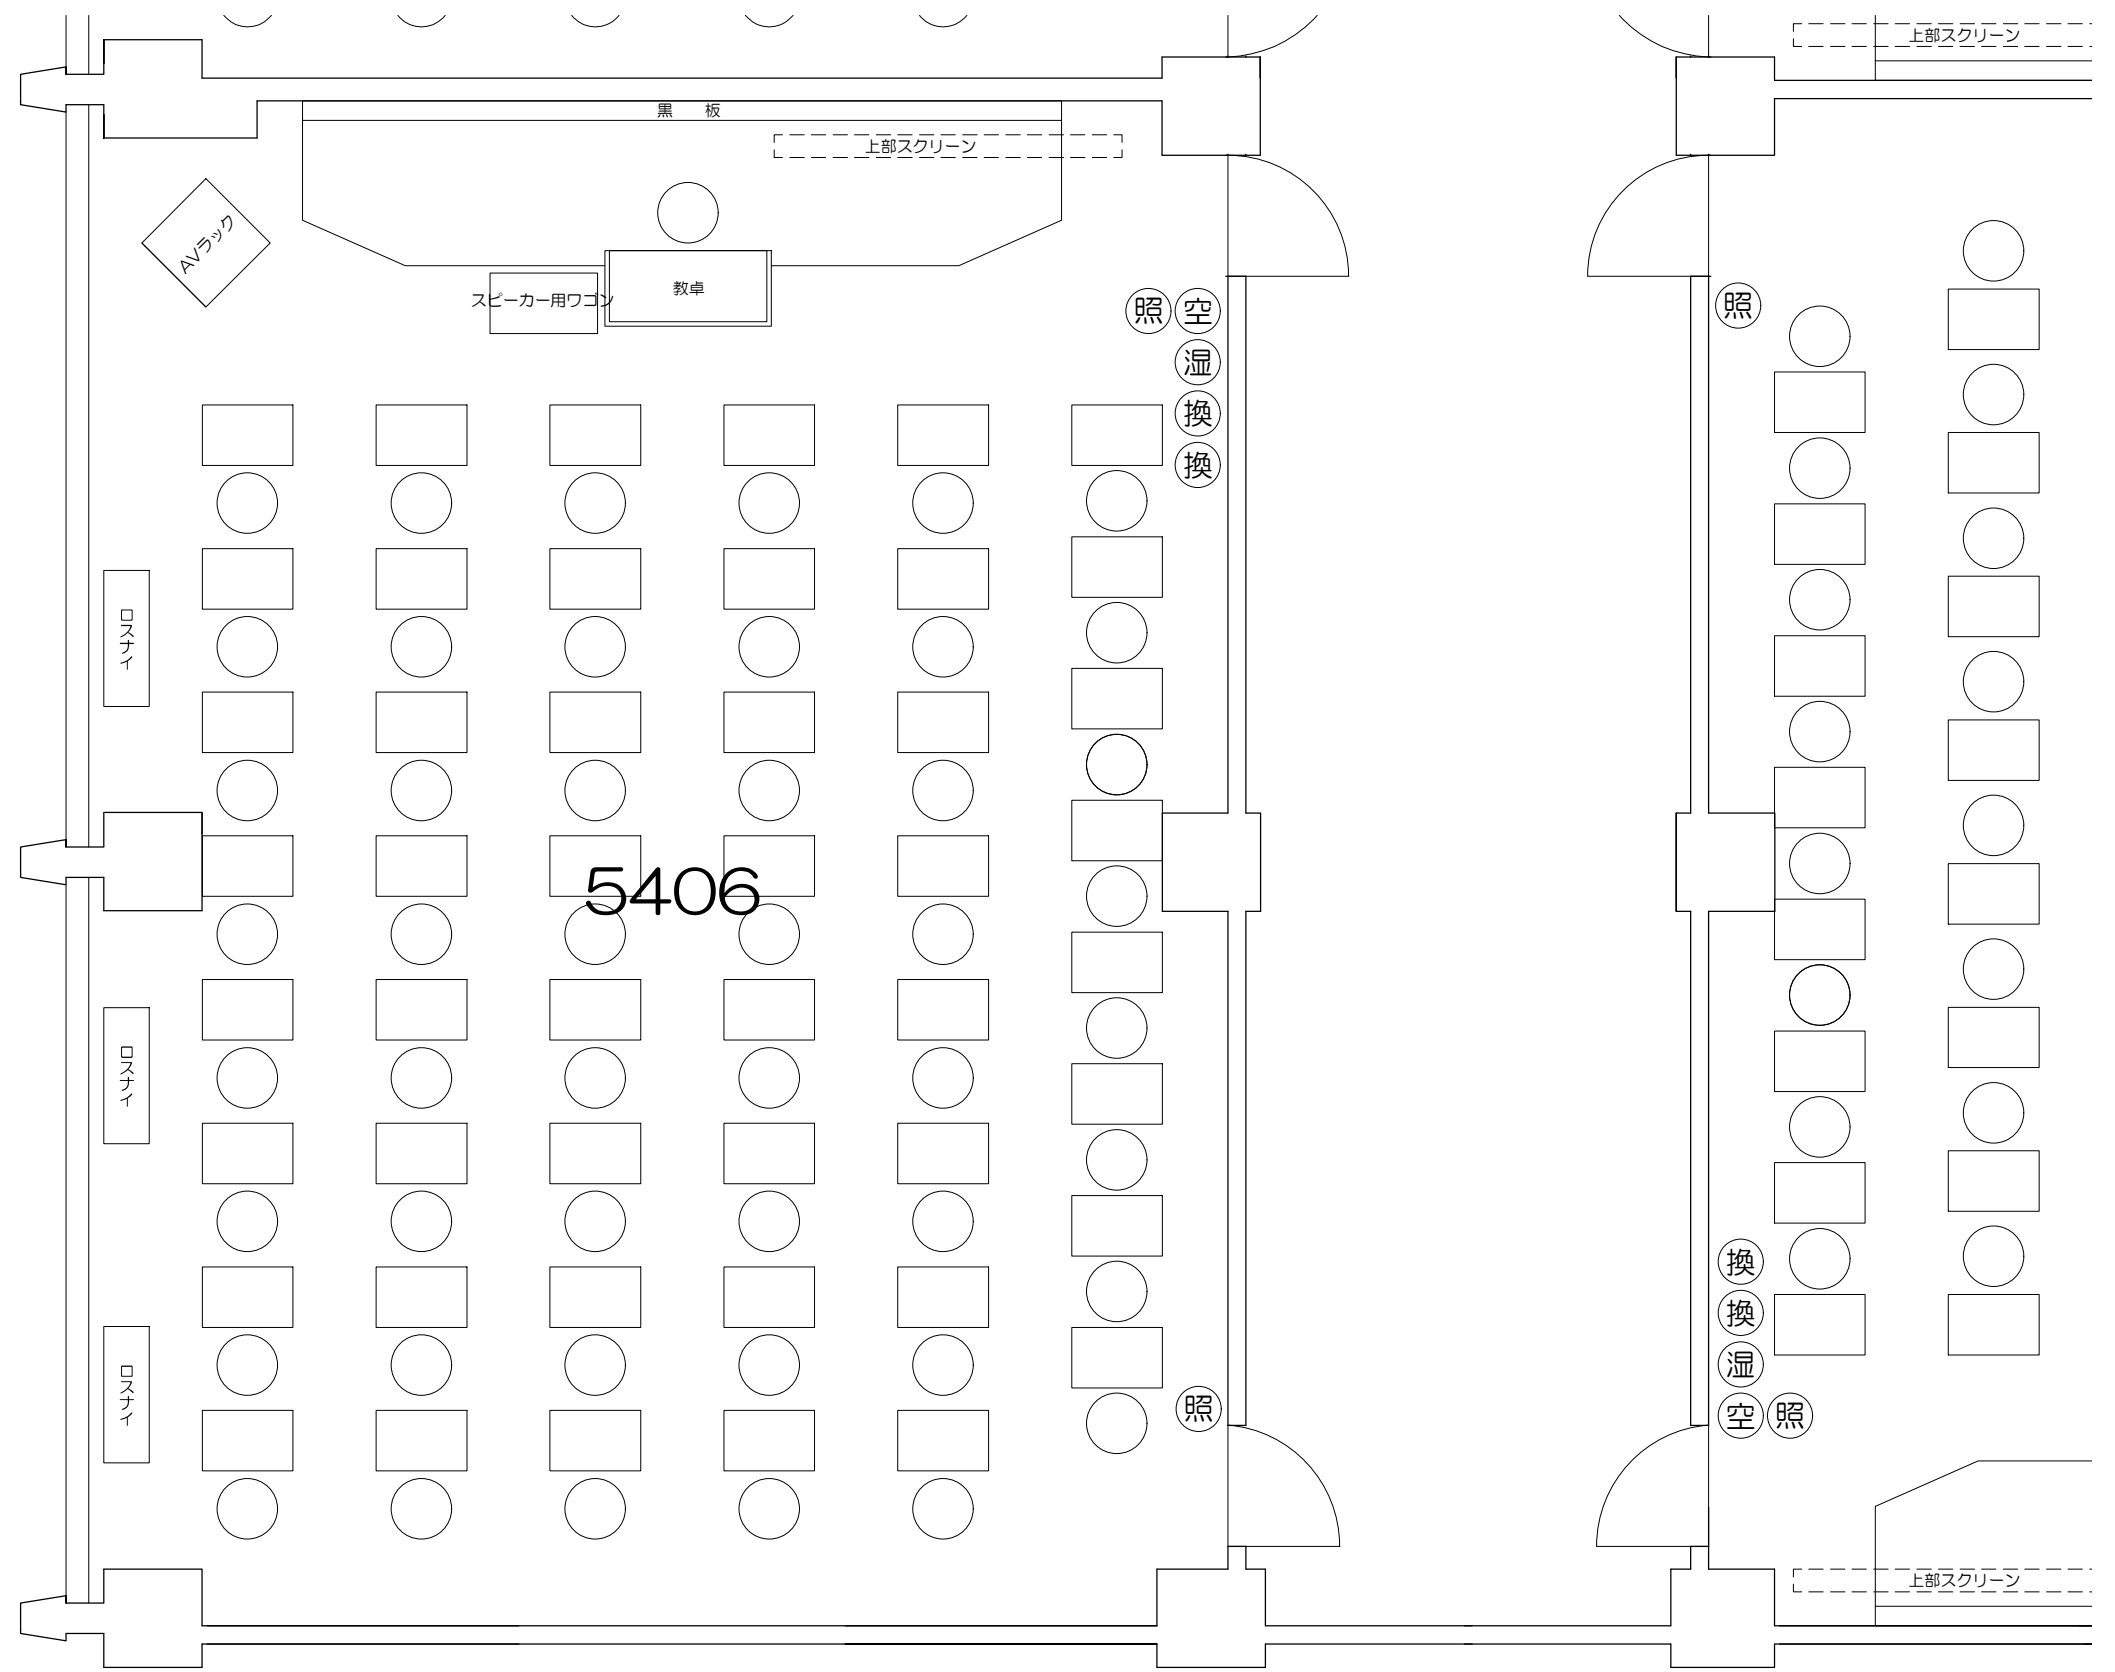 上部スクリーン
黒 板
上部スクリーン
AVラック
教卓
スピーカー用ワゴン
照
空
照
湿
換
換
ロスナイ
5406
ロスナイ
換
換
湿
ロスナイ
照
空
照
上部スクリーン